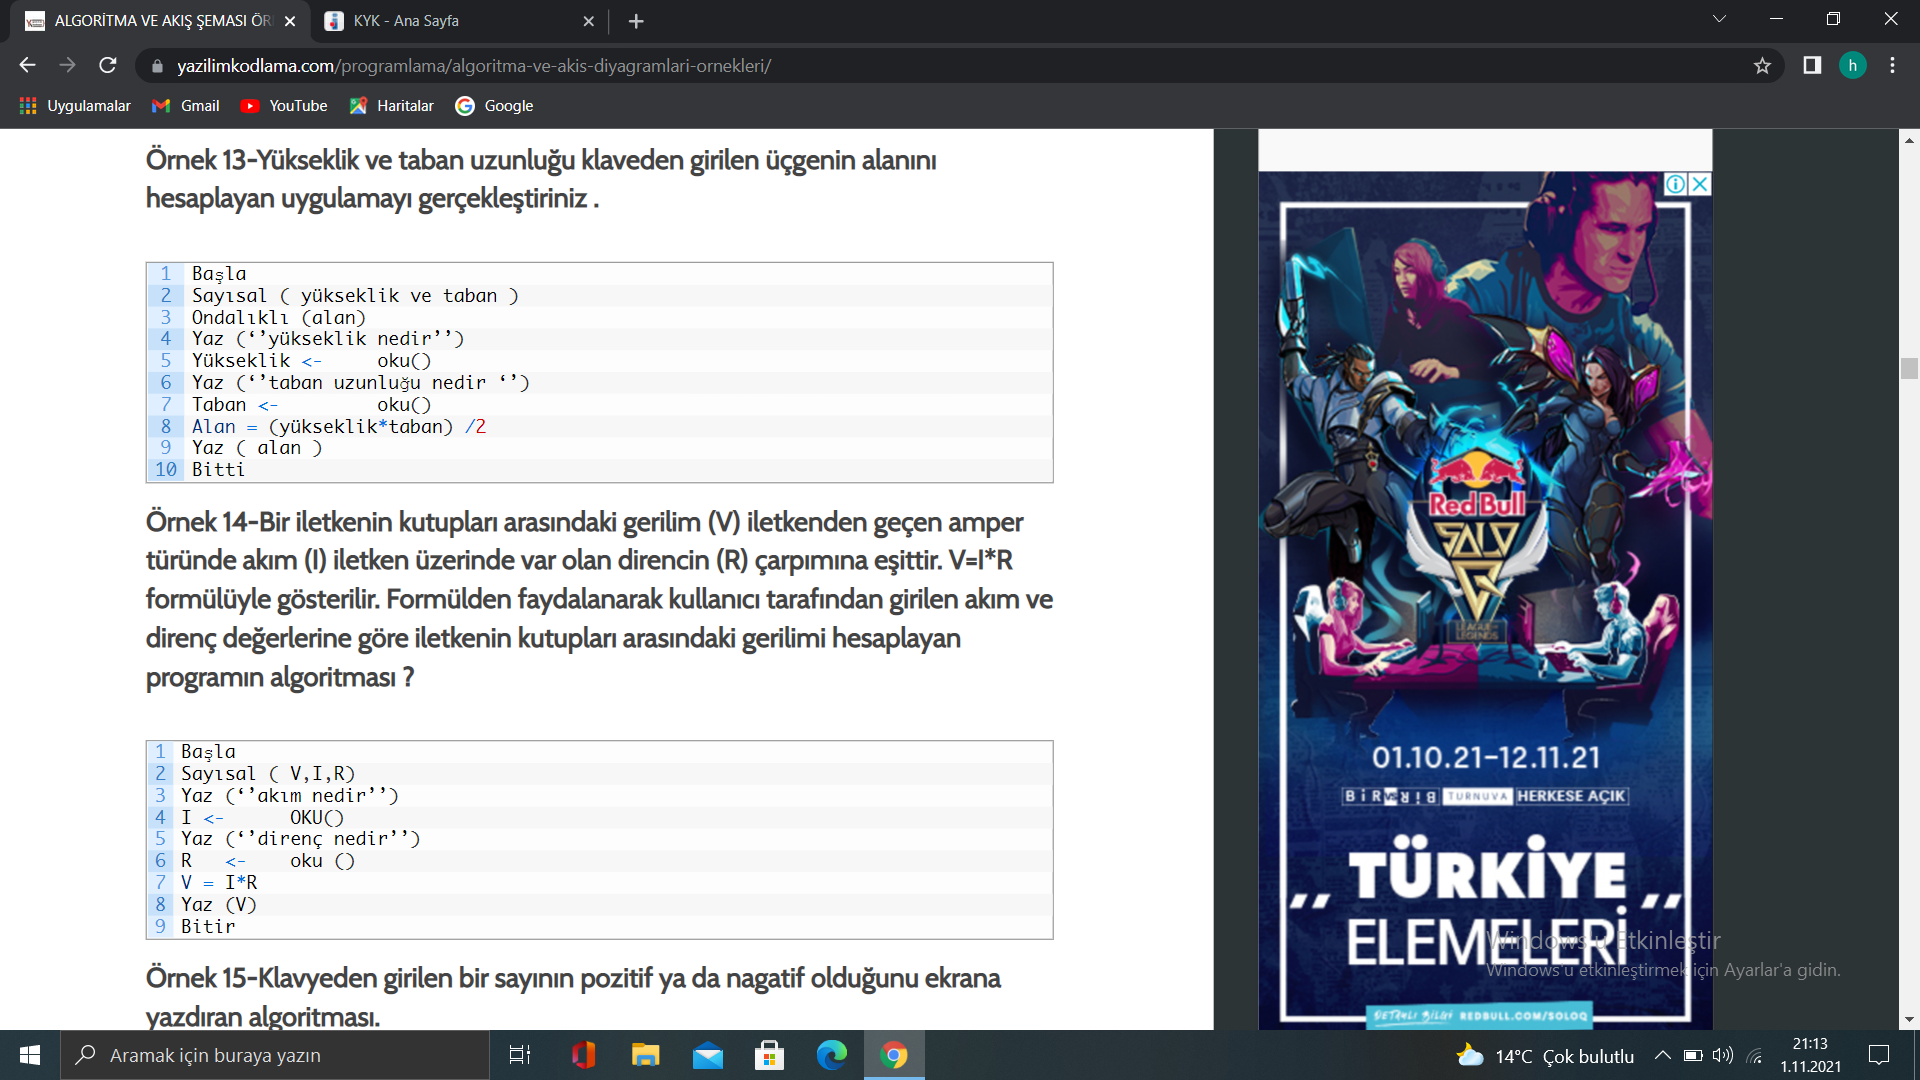 ALGORİTMA VE AKIŞ ŞEMASI ÖR
KYK - Ana Sayfa
yazilimkodlama.com/programlama/algoritma-ve-akis-diyagramlari-ornekleri/
h
Uygulamalar
Gmail
YouTube
Haritalar
Google
Örnek 13-Yükseklik ve taban uzunluğu klaveden girilen üçgenin alanını
hesaplayan uygulamayı gerçekleştiriniz .
1 Başla
2 Sayısal ( yükseklik ve taban )
3 Ondalıklı (alan)
4 Yaz (‘’yükseklik nedir’’)
5 Yükseklik <-     oku()
6 Yaz (‘’taban uzunluğu nedir ‘’)
7 Taban <-         oku()
8 Alan = (yükseklik*taban) /2
9 Yaz ( alan )
10 Bitti
Örnek 14-Bir iletkenin kutupları arasındaki gerilim (V) iletkenden geçen amper
türünde akım (I) iletken üzerinde var olan direncin (R) çarpımına eşittir. V=I*R
formülüyle gösterilir. Formülden faydalanarak kullanıcı tarafından girilen akım ve
direnç değerlerine göre iletkenin kutupları arasındaki gerilimi hesaplayan
programın algoritması ?
1 Başla
2 Sayısal ( V,I,R)
3 Yaz (‘’akım nedir’’)
4 I <-      OKU()
5 Yaz (‘’direnç nedir’’)
6 R   <-    oku ()
7 V = I*R
8 Yaz (V)
9 Bitir
Örnek 15-Klavyeden girilen bir sayının pozitif ya da nagatif olduğunu ekrana
yazdıran algoritması.
Red Bull
SOLO
Q
LEAGUE OF
LEGENDS
01.10.21-12.11.21
BİR VS BİR TURNUVA HERKESE AÇIK
,, TÜRKİYE ,,
ELEMELERİ
DETAYLI BİLGİ REDBULL.COM/SOLOQ
Windows'u Etkinleştir
Windows'u etkinleştirmek için Ayarlar'a gidin.
Aramak için buraya yazın
14°C Çok bulutlu
21:13
1.11.2021